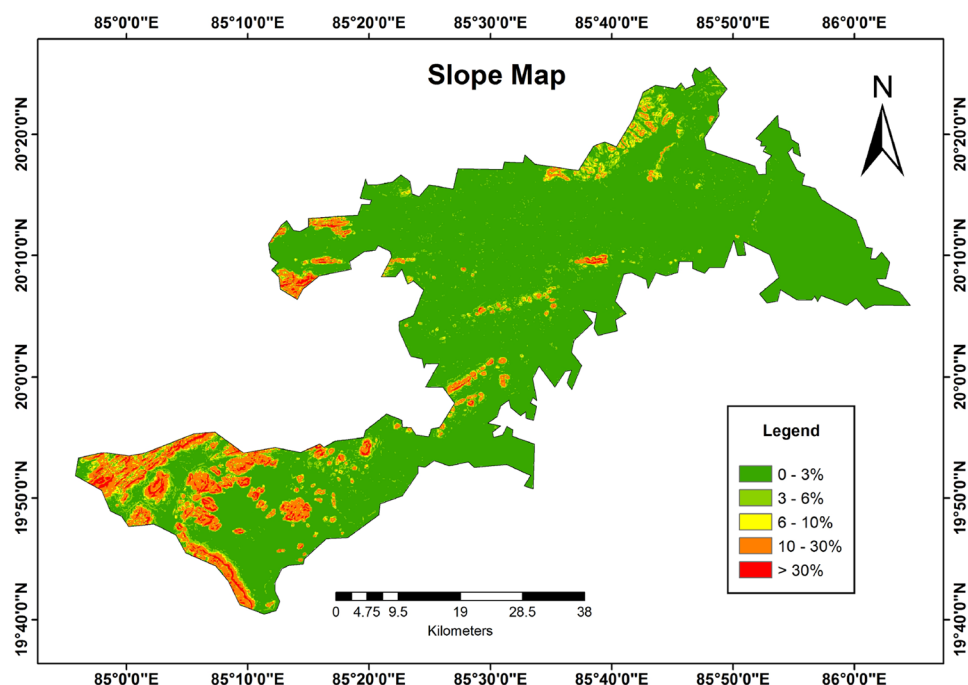 85°0'0"E 85°10'0"E 85°20'0"E 85°30'0"E 85°40'0"E 85°50'0"E 86°0'0"E
Slope Map
N
20°20'0"N 20°20'0"N
20°10'0"N 20°10'0"N
20°0'0"N 20°0'0"N
19°50'0"N 19°50'0"N
19°40'0"N 19°40'0"N
Legend
0 - 3%
3 - 6%
6 - 10%
10 - 30%
> 30%
0 4.75 9.5 19 28.5 38
Kilometers
85°0'0"E 85°10'0"E 85°20'0"E 85°30'0"E 85°40'0"E 85°50'0"E 86°0'0"E